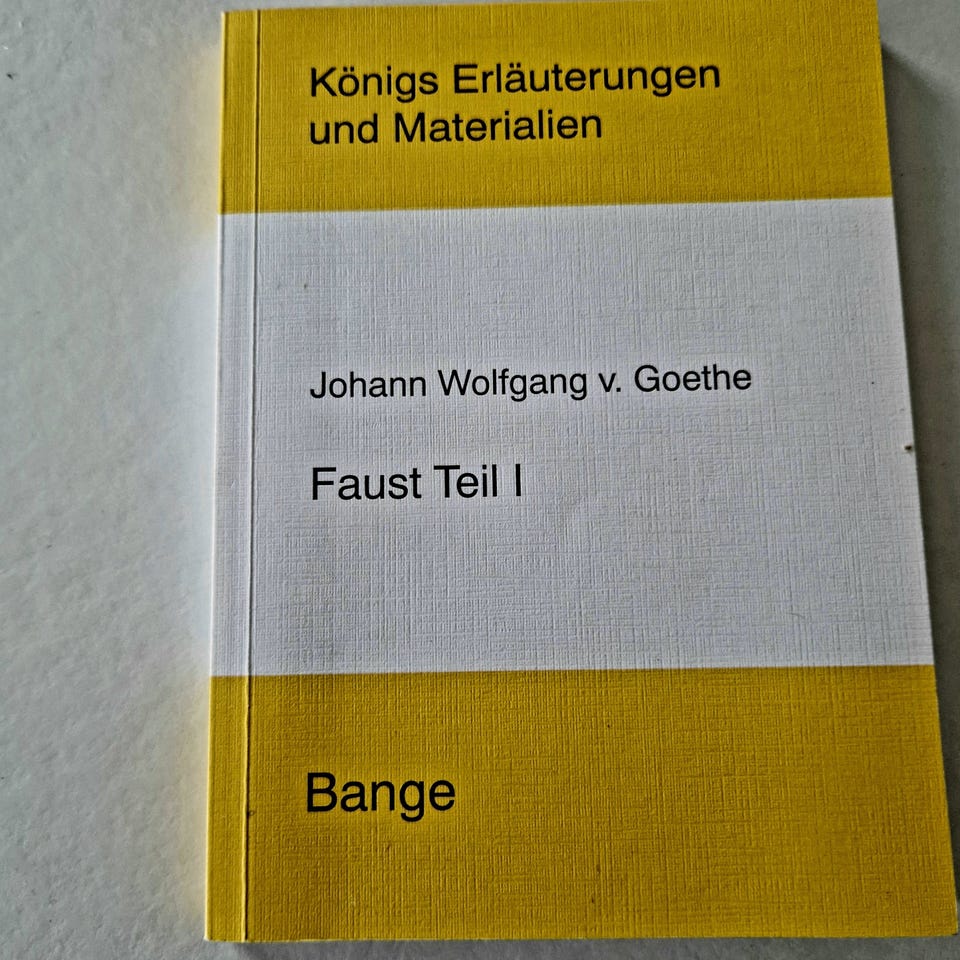 Königs Erläuterungen
und Materialien
Johann Wolfgang v. Goethe
Faust Teil I
Bange